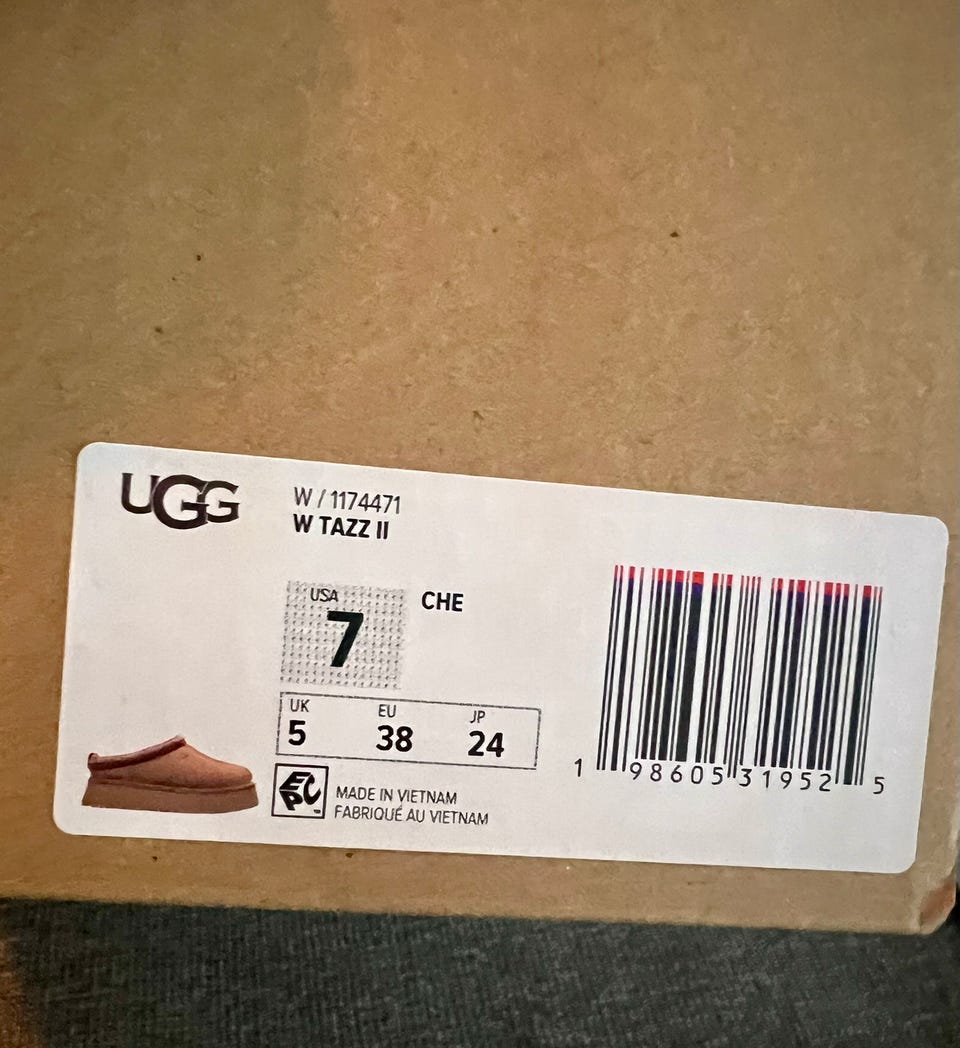 UGG
W / 1174471
W TAZZ II
USA
7
CHE
UK EU JP
5 38 24
EPC
MADE IN VIETNAM
FABRIQUÉ AU VIETNAM
1 98605 31952 5